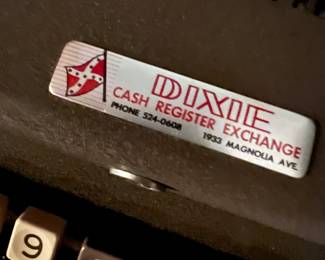 DIXIE
CASH REGISTER EXCHANGE
PHONE 524-0608 1933 MAGNOLIA AVE.
9